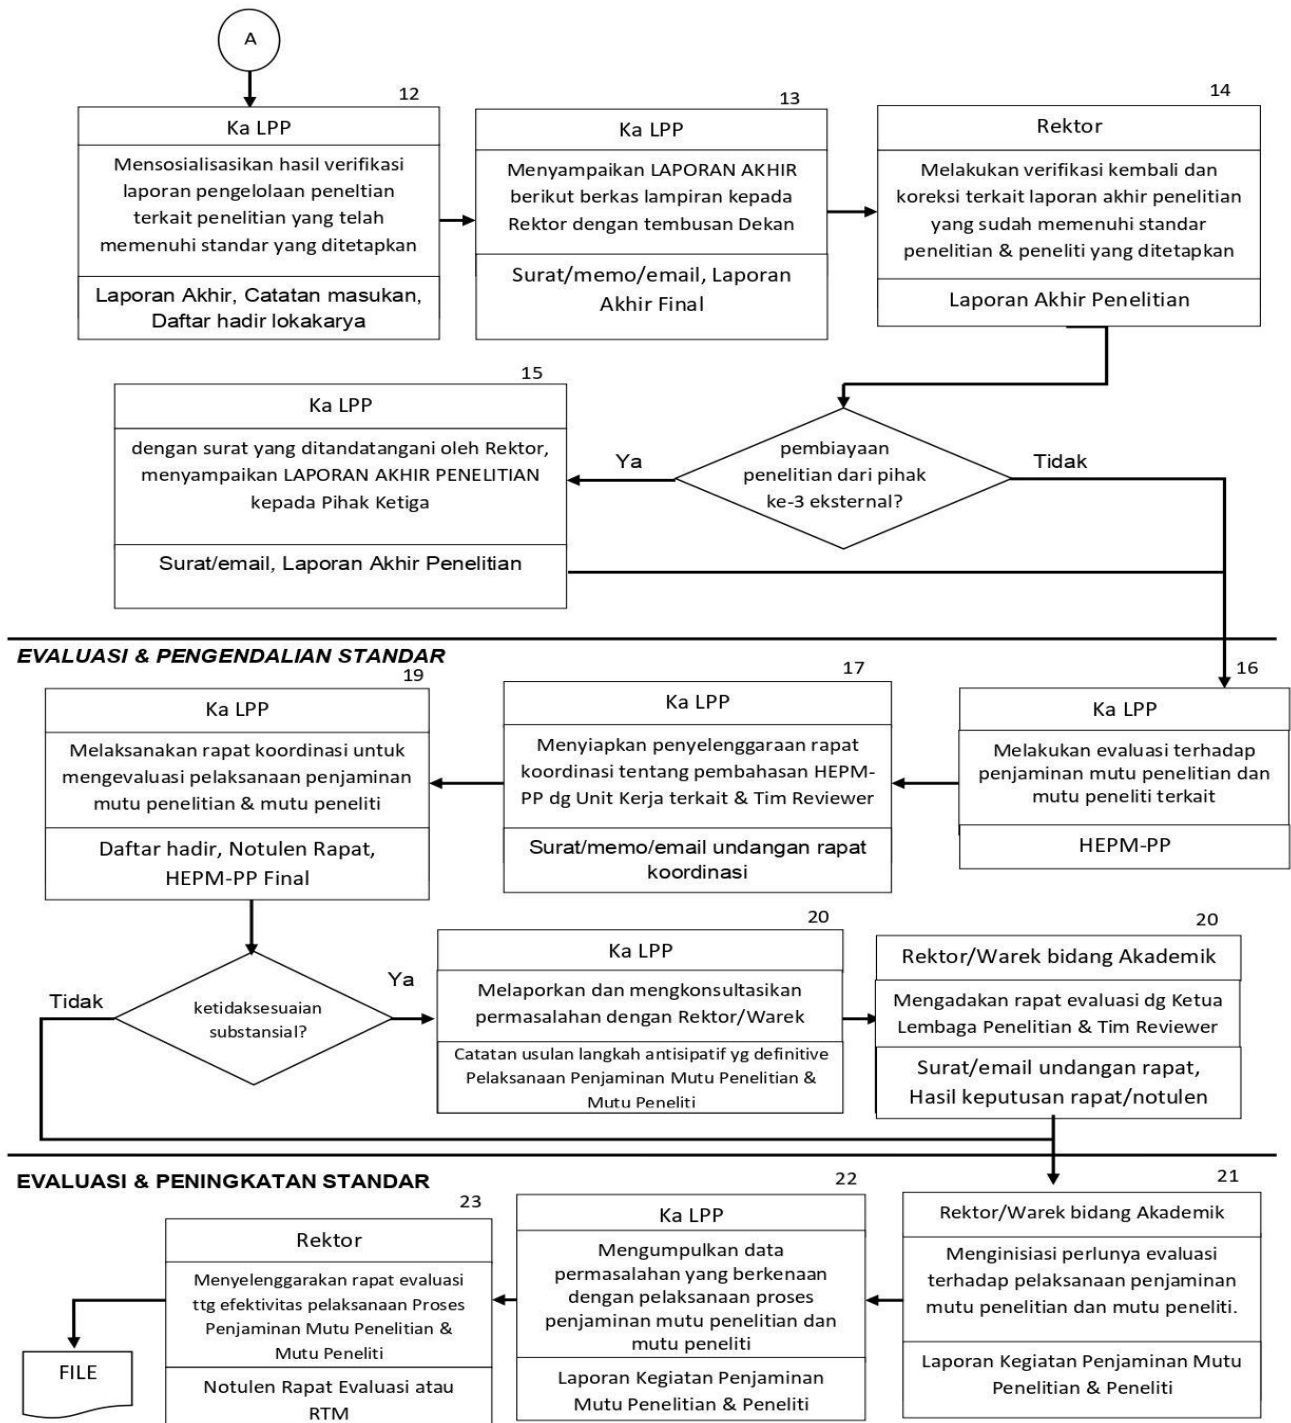 A
12
Ka LPP
Mensosialisasikan hasil verifikasi
laporan pengelolaan peneltian
terkait penelitian yang telah
memenuhi standar yang ditetapkan
Laporan Akhir, Catatan masukan,
Daftar hadir lokakarya
13
Ka LPP
Menyampaikan LAPORAN AKHIR
berikut berkas lampiran kepada
Rektor dengan tembusan Dekan
Surat/memo/email, Laporan
Akhir Final
14
Rektor
Melakukan verifikasi kembali dan
koreksi terkait laporan akhir penelitian
yang sudah memenuhi standar
penelitian & peneliti yang ditetapkan
Laporan Akhir Penelitian
pembiayaan
penelitian dari pihak
ke-3 eksternal?
Ya
Tidak
15
Ka LPP
dengan surat yang ditandatangani oleh Rektor,
menyampaikan LAPORAN AKHIR PENELITIAN
kepada Pihak Ketiga
Surat/email, Laporan Akhir Penelitian
EVALUASI & PENGENDALIAN STANDAR
16
Ka LPP
Melakukan evaluasi terhadap
penjaminan mutu penelitian dan
mutu peneliti terkait
HEPM-PP
17
Ka LPP
Menyiapkan penyelenggaraan rapat
koordinasi tentang pembahasan HEPM-
PP dg Unit Kerja terkait & Tim Reviewer
Surat/memo/email undangan rapat
koordinasi
19
Ka LPP
Melaksanakan rapat koordinasi untuk
mengevaluasi pelaksanaan penjaminan
mutu penelitian & mutu peneliti
Daftar hadir, Notulen Rapat,
HEPM-PP Final
ketidaksesuaian
substansial?
Tidak
Ya
20
Ka LPP
Melaporkan dan mengkonsultasikan
permasalahan dengan Rektor/Warek
Catatan usulan langkah antisipatif yg definitive
Pelaksanaan Penjaminan Mutu Penelitian &
Mutu Peneliti
20
Rektor/Warek bidang Akademik
Mengadakan rapat evaluasi dg Ketua
Lembaga Penelitian & Tim Reviewer
Surat/email undangan rapat,
Hasil keputusan rapat/notulen
EVALUASI & PENINGKATAN STANDAR
21
Rektor/Warek bidang Akademik
Menginisiasi perlunya evaluasi
terhadap pelaksanaan penjaminan
mutu penelitian dan mutu peneliti.
Laporan Kegiatan Penjaminan Mutu
Penelitian & Peneliti
22
Ka LPP
Mengumpulkan data
permasalahan yang berkenaan
dengan pelaksanaan proses
penjaminan mutu penelitian dan
mutu peneliti
Laporan Kegiatan Penjaminan
Mutu Penelitian & Peneliti
23
Rektor
Menyelenggarakan rapat evaluasi
ttg efektivitas pelaksanaan Proses
Penjaminan Mutu Penelitian &
Mutu Peneliti
Notulen Rapat Evaluasi atau
RTM
FILE